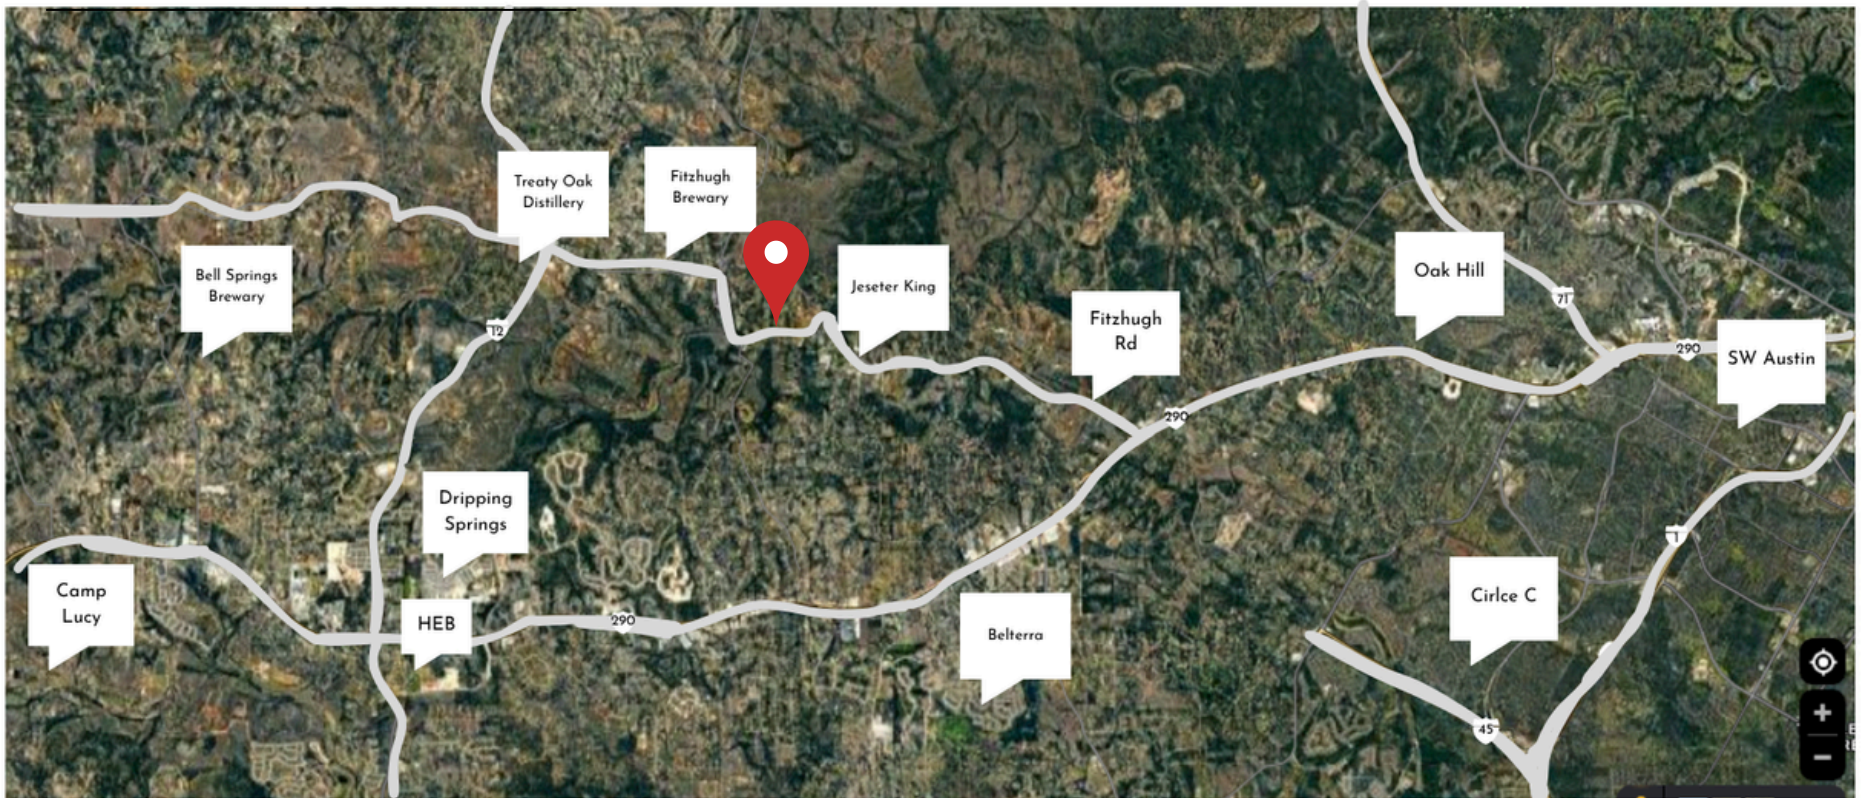 Treaty Oak
Distillery
Fitzhugh
Brewary
Bell Springs
Brewary
Jeseter King
Oak Hill
71
Fitzhugh
Rd
12
290
SW Austin
290
Dripping
Springs
1
Camp
Lucy
HEB
290
Belterra
Cirlce C
45
+
−